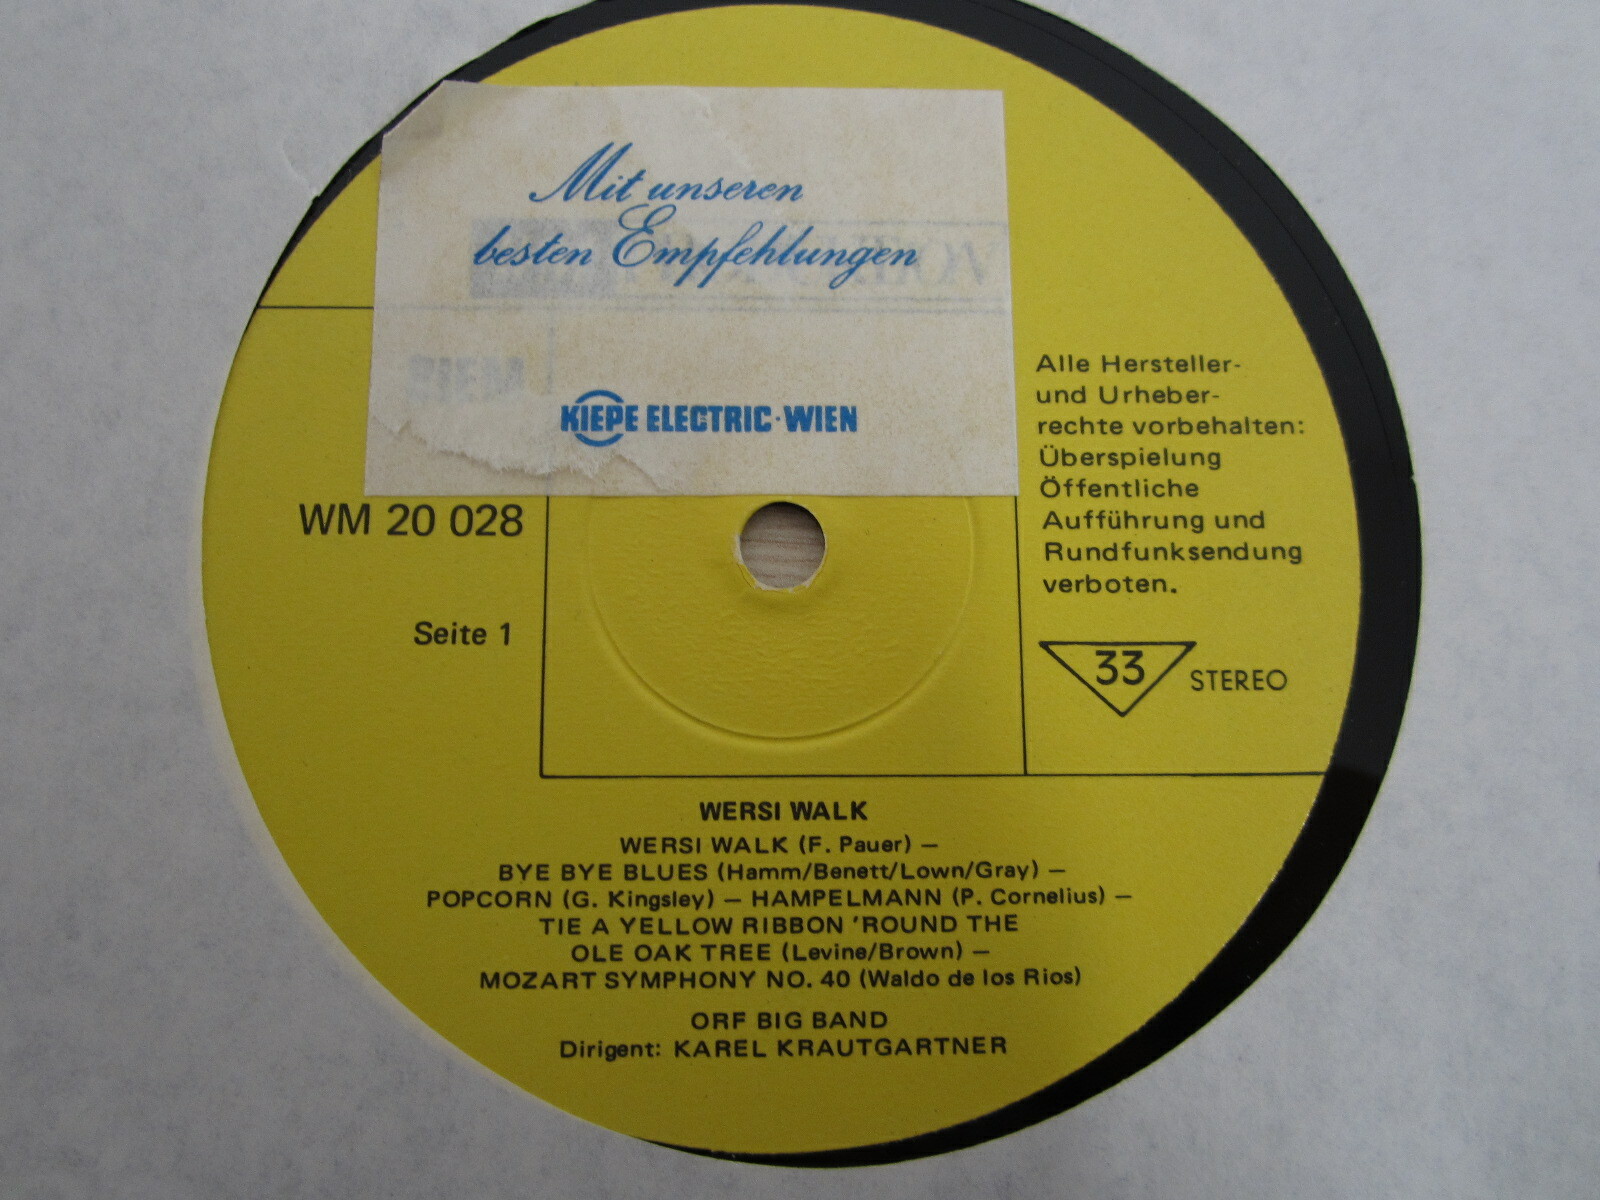 Mit unseren
besten Empfehlungen
KIEPE ELECTRIC·WIEN
Alle Hersteller-
und Urheber-
rechte vorbehalten:
Überspielung
Öffentliche
Aufführung und
Rundfunksendung
verboten.
WM 20 028
Seite 1
33 STEREO
WERSI WALK
WERSI WALK (F. Pauer) –
BYE BYE BLUES (Hamm/Benett/Lown/Gray) –
POPCORN (G. Kingsley) – HAMPELMANN (P. Cornelius) –
TIE A YELLOW RIBBON 'ROUND THE
OLE OAK TREE (Levine/Brown) –
MOZART SYMPHONY NO. 40 (Waldo de los Rios)
ORF BIG BAND
Dirigent: KAREL KRAUTGARTNER